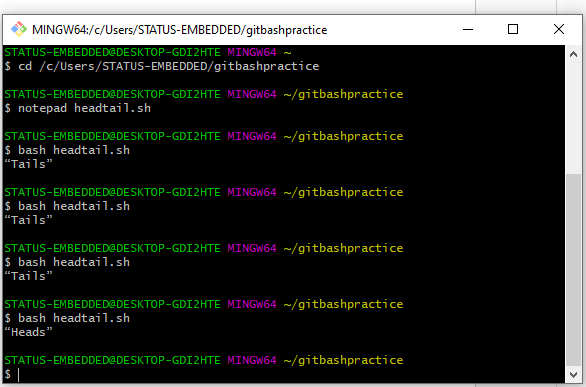 MINGW64:/c/Users/STATUS-EMBEDDED/gitbashpractice
STATUS-EMBEDDED@DESKTOP-GDI2HTE MINGW64 ~
$ cd /c/Users/STATUS-EMBEDDED/gitbashpractice
STATUS-EMBEDDED@DESKTOP-GDI2HTE MINGW64 ~/gitbashpractice
$ notepad headtail.sh
STATUS-EMBEDDED@DESKTOP-GDI2HTE MINGW64 ~/gitbashpractice
$ bash headtail.sh
“Tails”
STATUS-EMBEDDED@DESKTOP-GDI2HTE MINGW64 ~/gitbashpractice
$ bash headtail.sh
“Tails”
STATUS-EMBEDDED@DESKTOP-GDI2HTE MINGW64 ~/gitbashpractice
$ bash headtail.sh
“Tails”
STATUS-EMBEDDED@DESKTOP-GDI2HTE MINGW64 ~/gitbashpractice
$ bash headtail.sh
“Heads”
STATUS-EMBEDDED@DESKTOP-GDI2HTE MINGW64 ~/gitbashpractice
$